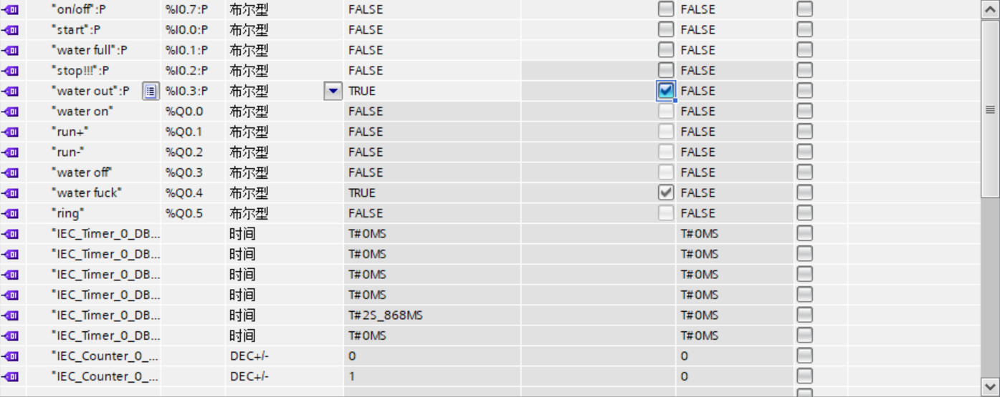 "on/off":P %I0.7:P 布尔型 FALSE FALSE
"start":P %I0.0:P 布尔型 FALSE FALSE
"water full":P %I0.1:P 布尔型 FALSE FALSE
"stop!!!":P %I0.2:P 布尔型 FALSE FALSE
"water out":P %I0.3:P 布尔型 TRUE FALSE
"water on" %Q0.0 布尔型 FALSE FALSE
"run+" %Q0.1 布尔型 FALSE FALSE
"run-" %Q0.2 布尔型 FALSE FALSE
"water off" %Q0.3 布尔型 FALSE FALSE
"water fuck" %Q0.4 布尔型 TRUE FALSE
"ring" %Q0.5 布尔型 FALSE FALSE
"IEC_Timer_0_DB... 时间 T#0MS T#0MS
"IEC_Timer_0_DB... 时间 T#0MS T#0MS
"IEC_Timer_0_DB... 时间 T#0MS T#0MS
"IEC_Timer_0_DB... 时间 T#0MS T#0MS
"IEC_Timer_0_DB... 时间 T#2S_868MS T#0MS
"IEC_Timer_0_DB... 时间 T#0MS T#0MS
"IEC_Counter_0_... DEC+/- 0 0
"IEC_Counter_0_... DEC+/- 1 0